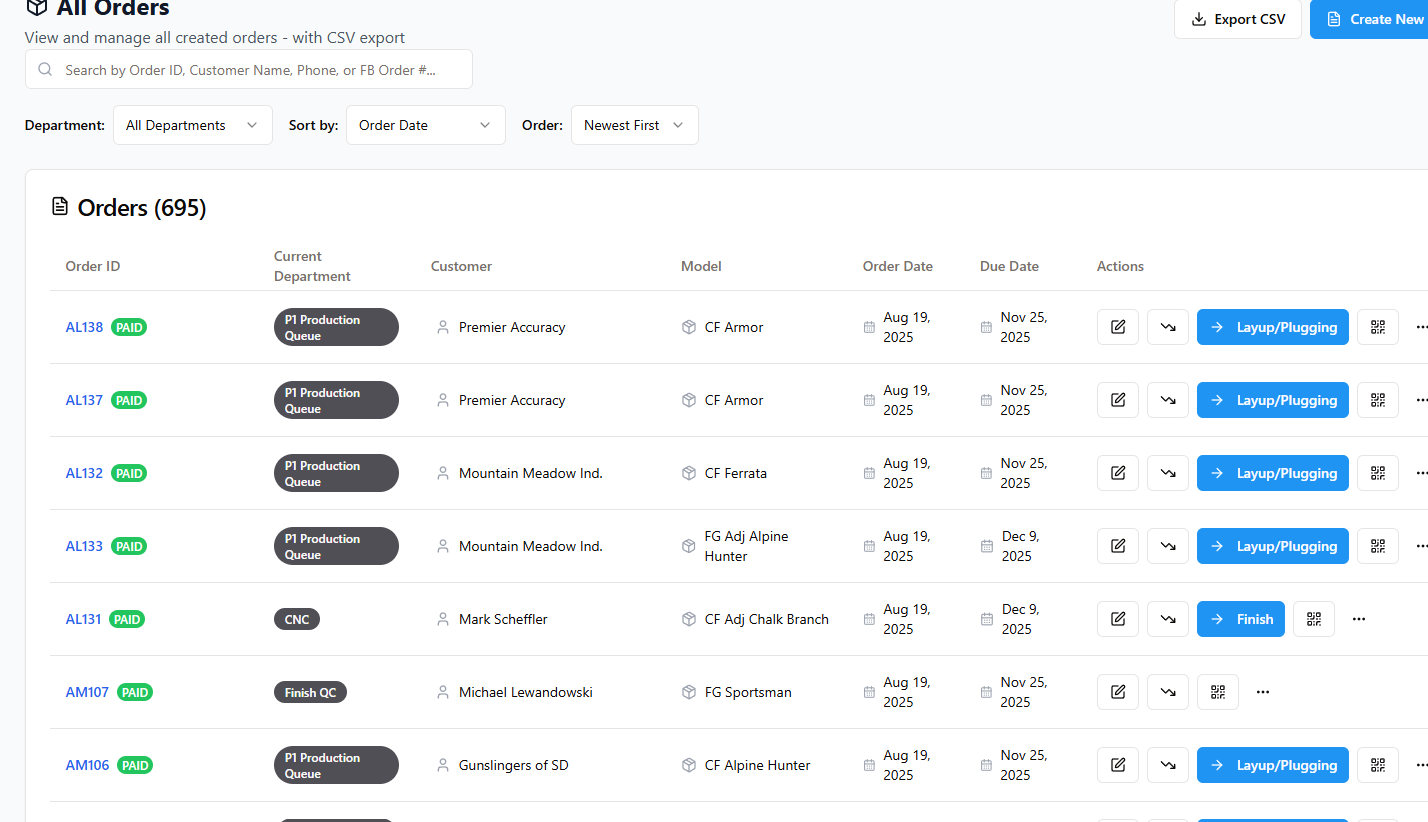 All Orders
View and manage all created orders - with CSV export
Export CSV
Create New
Search by Order ID, Customer Name, Phone, or FB Order #...
Department: All Departments Sort by: Order Date Order: Newest First
Orders (695)
Order ID Current Department Customer Model Order Date Due Date Actions
AL138 PAID P1 Production Queue Premier Accuracy CF Armor Aug 19, 2025 Nov 25, 2025 Layup/Plugging
AL137 PAID P1 Production Queue Premier Accuracy CF Armor Aug 19, 2025 Nov 25, 2025 Layup/Plugging
AL132 PAID P1 Production Queue Mountain Meadow Ind. CF Ferrata Aug 19, 2025 Nov 25, 2025 Layup/Plugging
AL133 PAID P1 Production Queue Mountain Meadow Ind. FG Adj Alpine Hunter Aug 19, 2025 Dec 9, 2025 Layup/Plugging
AL131 PAID CNC Mark Scheffler CF Adj Chalk Branch Aug 19, 2025 Dec 9, 2025 Finish
AM107 PAID Finish QC Michael Lewandowski FG Sportsman Aug 19, 2025 Nov 25, 2025
AM106 PAID P1 Production Queue Gunslingers of SD CF Alpine Hunter Aug 19, 2025 Nov 25, 2025 Layup/Plugging